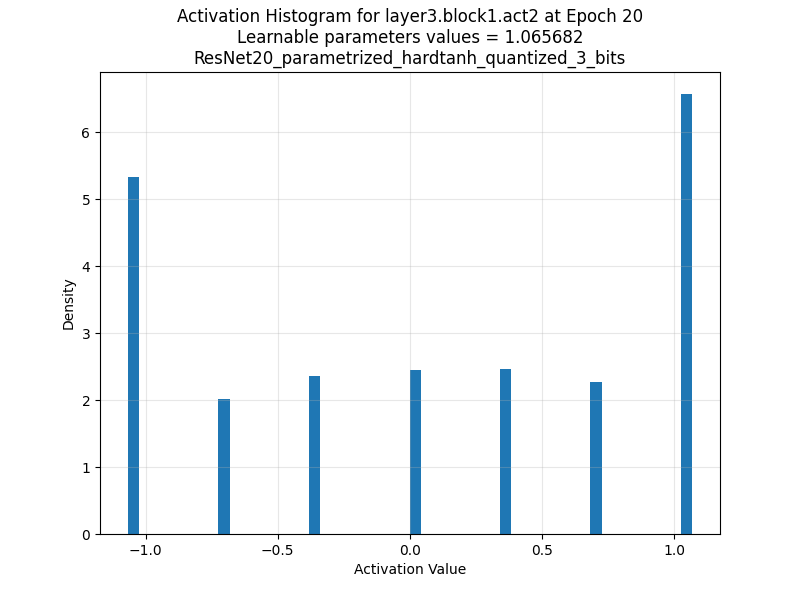 Activation Histogram for layer3.block1.act2 at Epoch 20
Learnable parameters values = 1.065682
ResNet20_parametrized_hardtanh_quantized_3_bits
Density
6
5
4
3
2
1
0
−1.0
−0.5
0.0
0.5
1.0
Activation Value